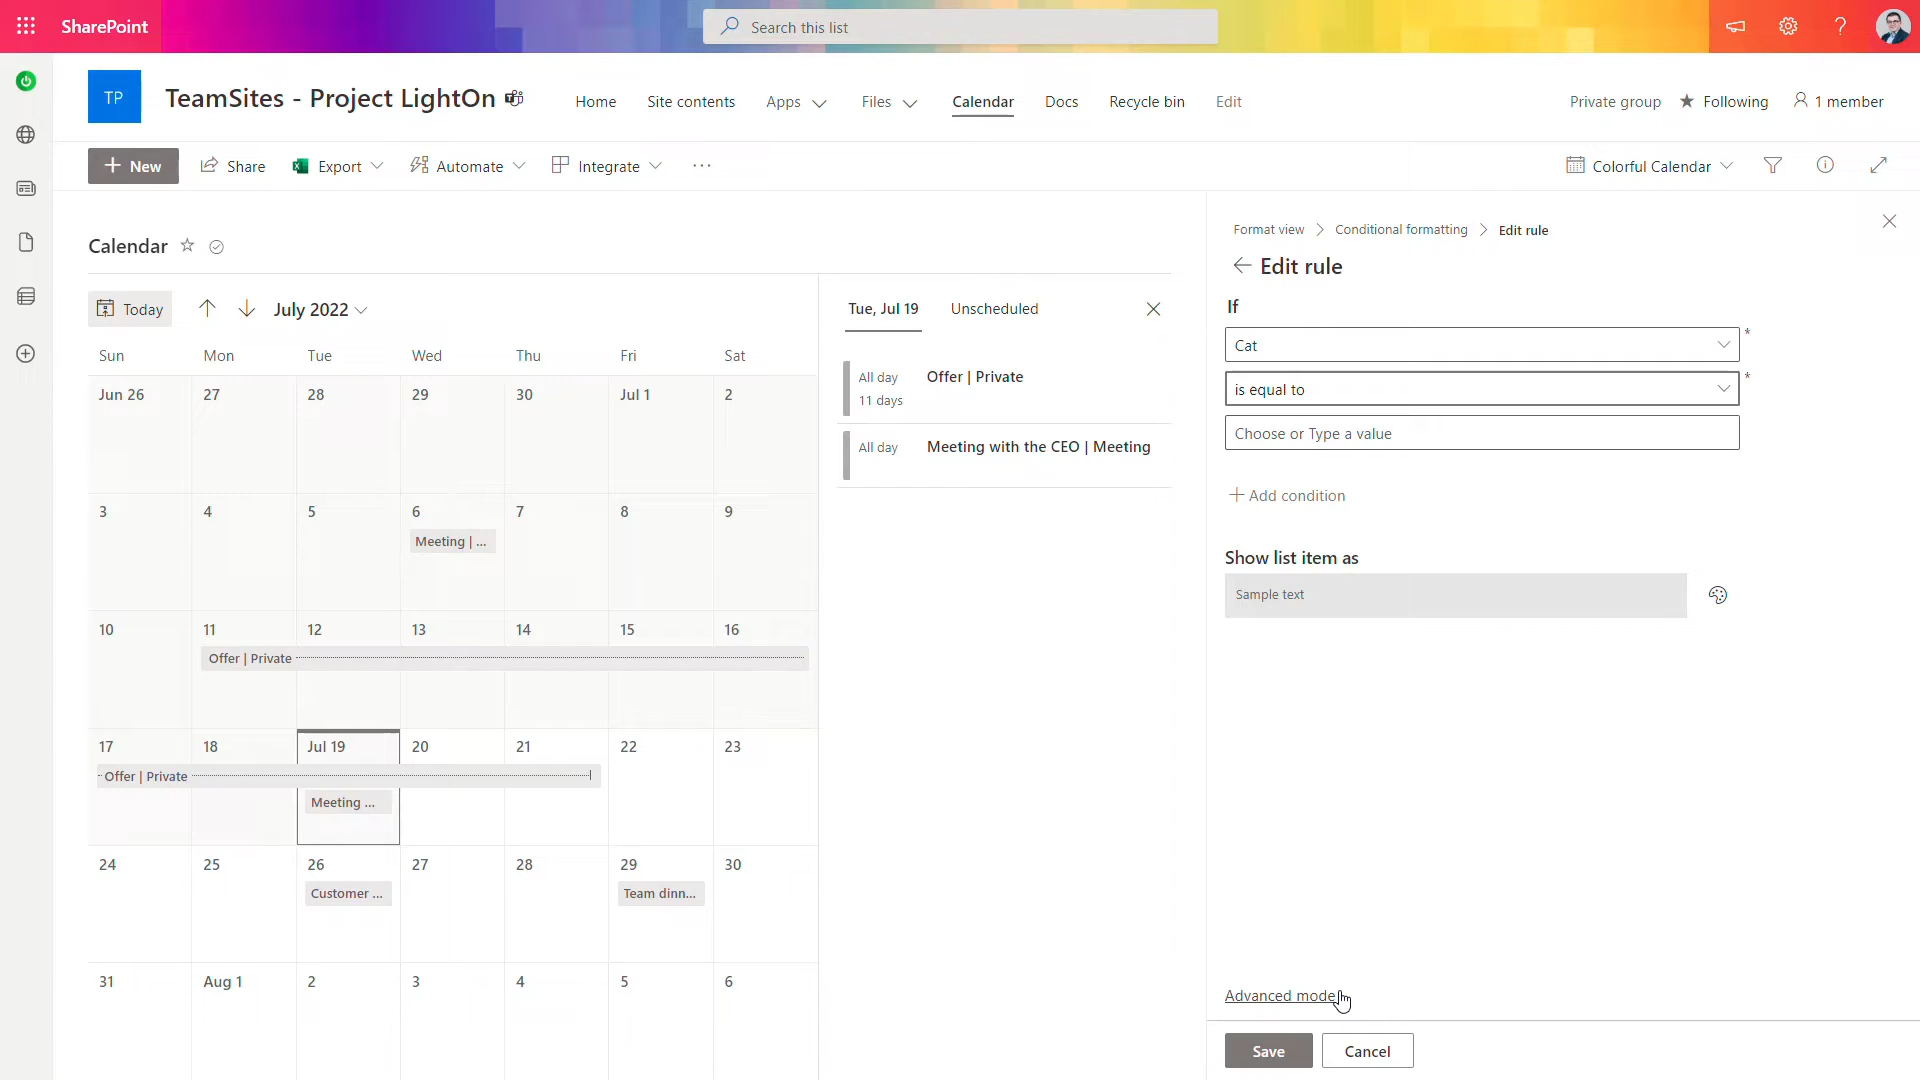 SharePoint
Search this list
TP
TeamSites - Project LightOn
Home
Site contents
Apps
Files
Calendar
Docs
Recycle bin
Edit
Private group
Following
1 member
New
Share
Export
Automate
Integrate
Colorful Calendar
Calendar
Today
July 2022
Sun Mon Tue Wed Thu Fri Sat
Jun 26 27 28 29 30 Jul 1 2
3 4 5 6 7 8 9
Meeting | ...
10 11 12 13 14 15 16
Offer | Private
17 18 Jul 19 20 21 22 23
Offer | Private
Meeting ...
24 25 26 27 28 29 30
Customer ...
Team dinn...
31 Aug 1 2 3 4 5 6
Tue, Jul 19
Unscheduled
All day Offer | Private
11 days
All day Meeting with the CEO | Meeting
Format view
Conditional formatting
Edit rule
Edit rule
If
Cat
*
is equal to
*
Choose or Type a value
Add condition
Show list item as
Sample text
Advanced mode
Save
Cancel